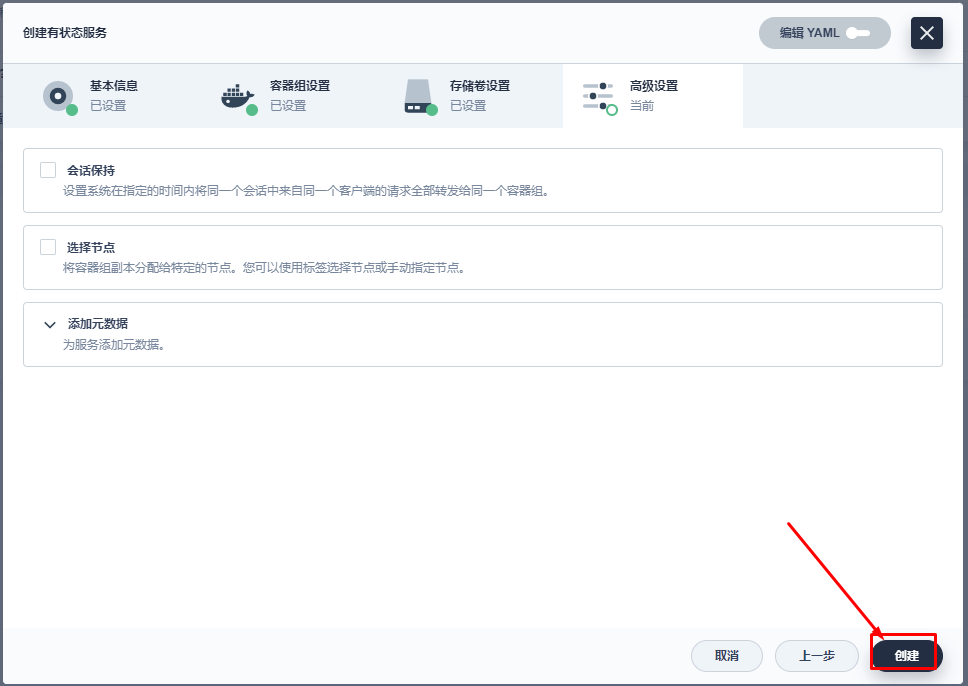 创建有状态服务
编辑 YAML
基本信息
已设置
容器组设置
已设置
存储卷设置
已设置
高级设置
当前
会话保持
设置系统在指定的时间内将同一个会话中来自同一个客户端的请求全部转发给同一个容器组。
选择节点
将容器组副本分配给特定的节点。您可以使用标签选择节点或手动指定节点。
添加元数据
为服务添加元数据。
取消
上一步
创建